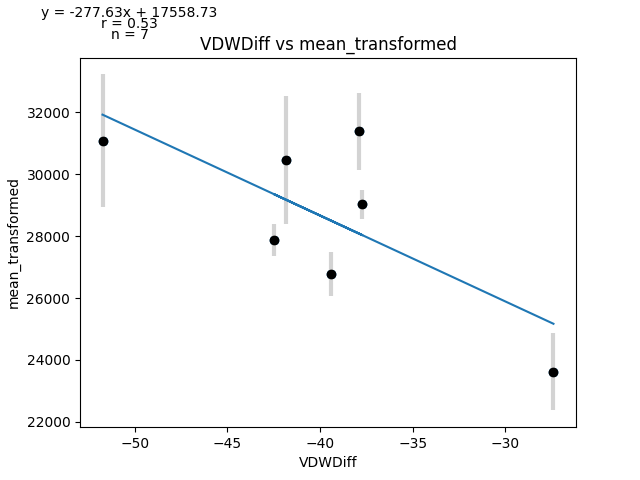 y = -277.63x + 17558.73
r = 0.53
n = 7
VDWDiff vs mean_transformed
mean_transformed
32000
30000
28000
26000
24000
22000
−50
−45
−40
−35
−30
VDWDiff